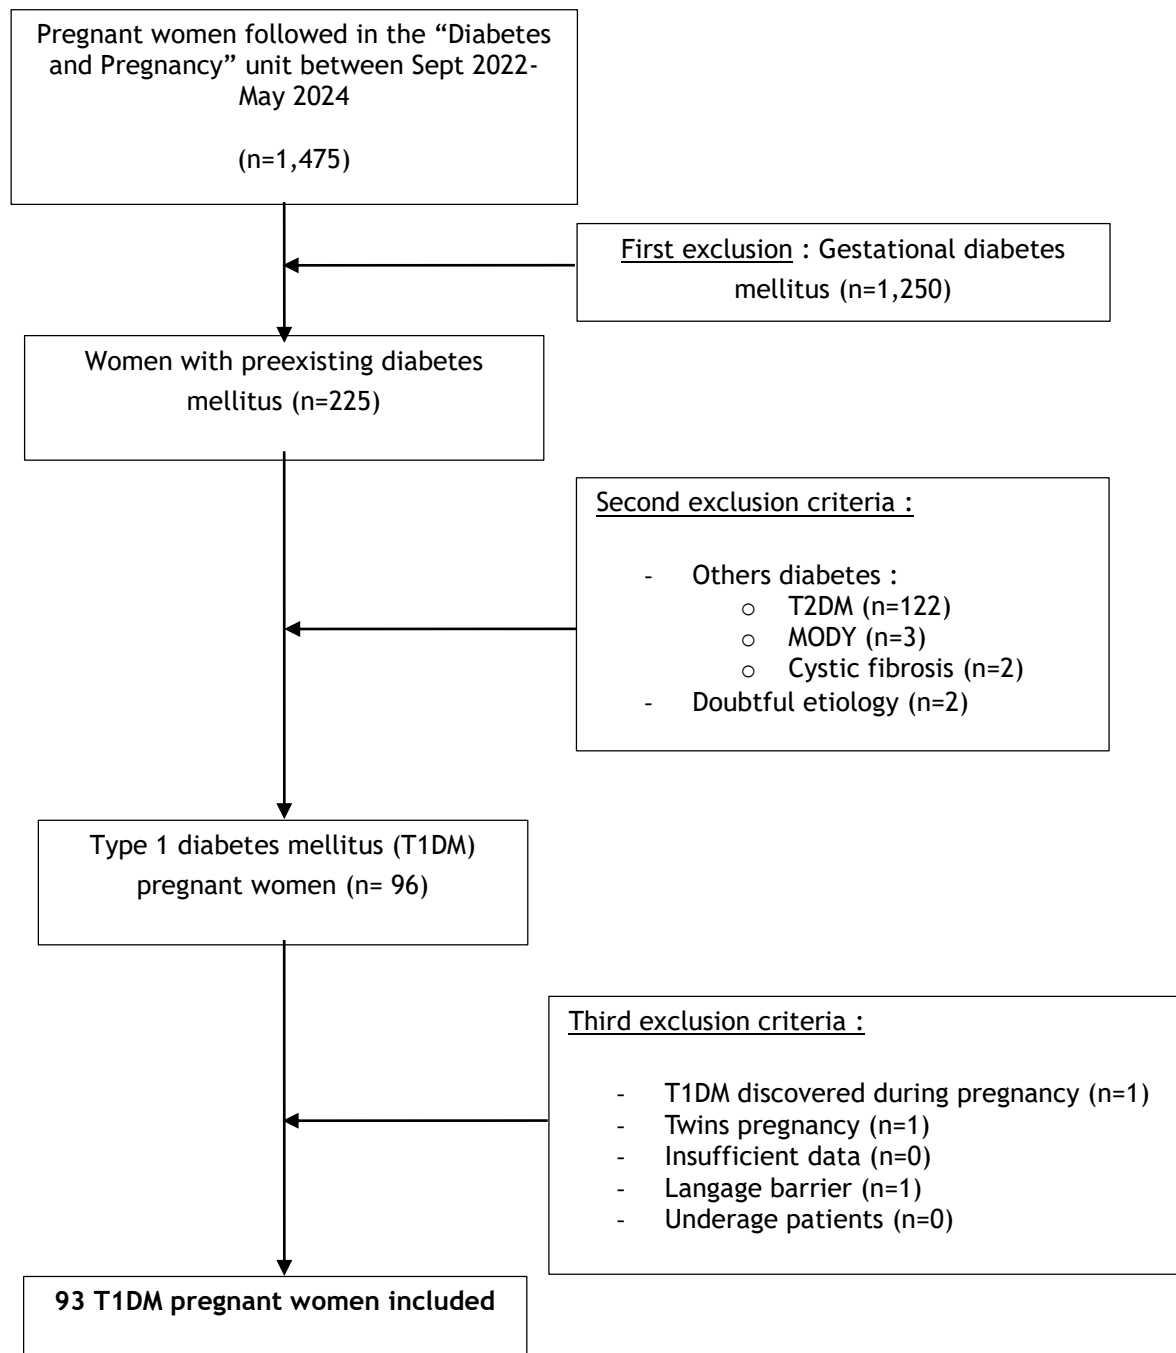 Pregnant women followed in the “Diabetes
and Pregnancy” unit between Sept 2022-
May 2024
(n=1,475)
First exclusion : Gestational diabetes
mellitus (n=1,250)
Women with preexisting diabetes
mellitus (n=225)
Second exclusion criteria :
- Others diabetes :
o T2DM (n=122)
o MODY (n=3)
o Cystic fibrosis (n=2)
- Doubtful etiology (n=2)
Type 1 diabetes mellitus (T1DM)
pregnant women (n= 96)
Third exclusion criteria :
- T1DM discovered during pregnancy (n=1)
- Twins pregnancy (n=1)
- Insufficient data (n=0)
- Langage barrier (n=1)
- Underage patients (n=0)
93 T1DM pregnant women included